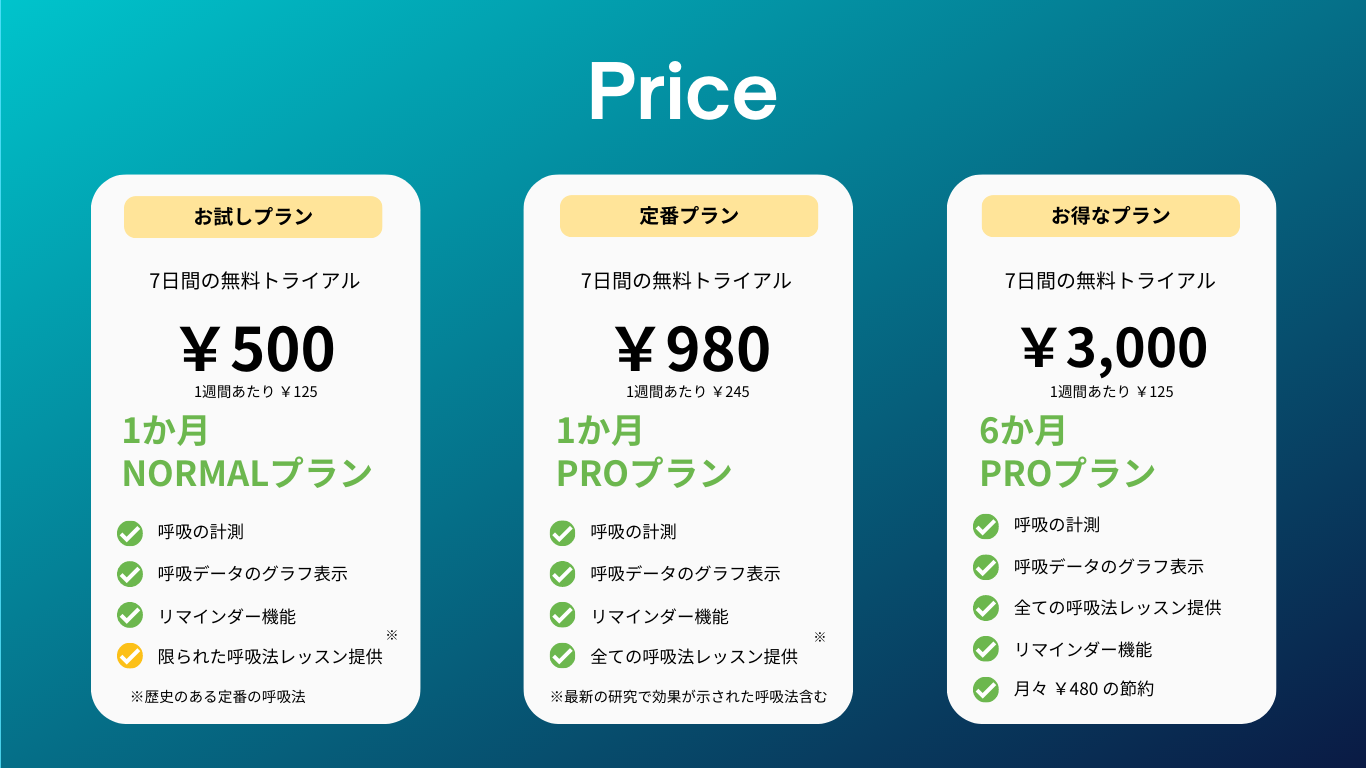 Price
お試しプラン
7日間の無料トライアル
￥500
1週間あたり ￥125
1か月
NORMALプラン
呼吸の計測
呼吸データのグラフ表示
リマインダー機能
限られた呼吸法レッスン提供※
※歴史のある定番の呼吸法
定番プラン
7日間の無料トライアル
￥980
1週間あたり ￥245
1か月
PROプラン
呼吸の計測
呼吸データのグラフ表示
リマインダー機能
全ての呼吸法レッスン提供※
※最新の研究で効果が示された呼吸法含む
お得なプラン
7日間の無料トライアル
￥3,000
1週間あたり ￥125
6か月
PROプラン
呼吸の計測
呼吸データのグラフ表示
全ての呼吸法レッスン提供
リマインダー機能
月々 ￥480 の節約